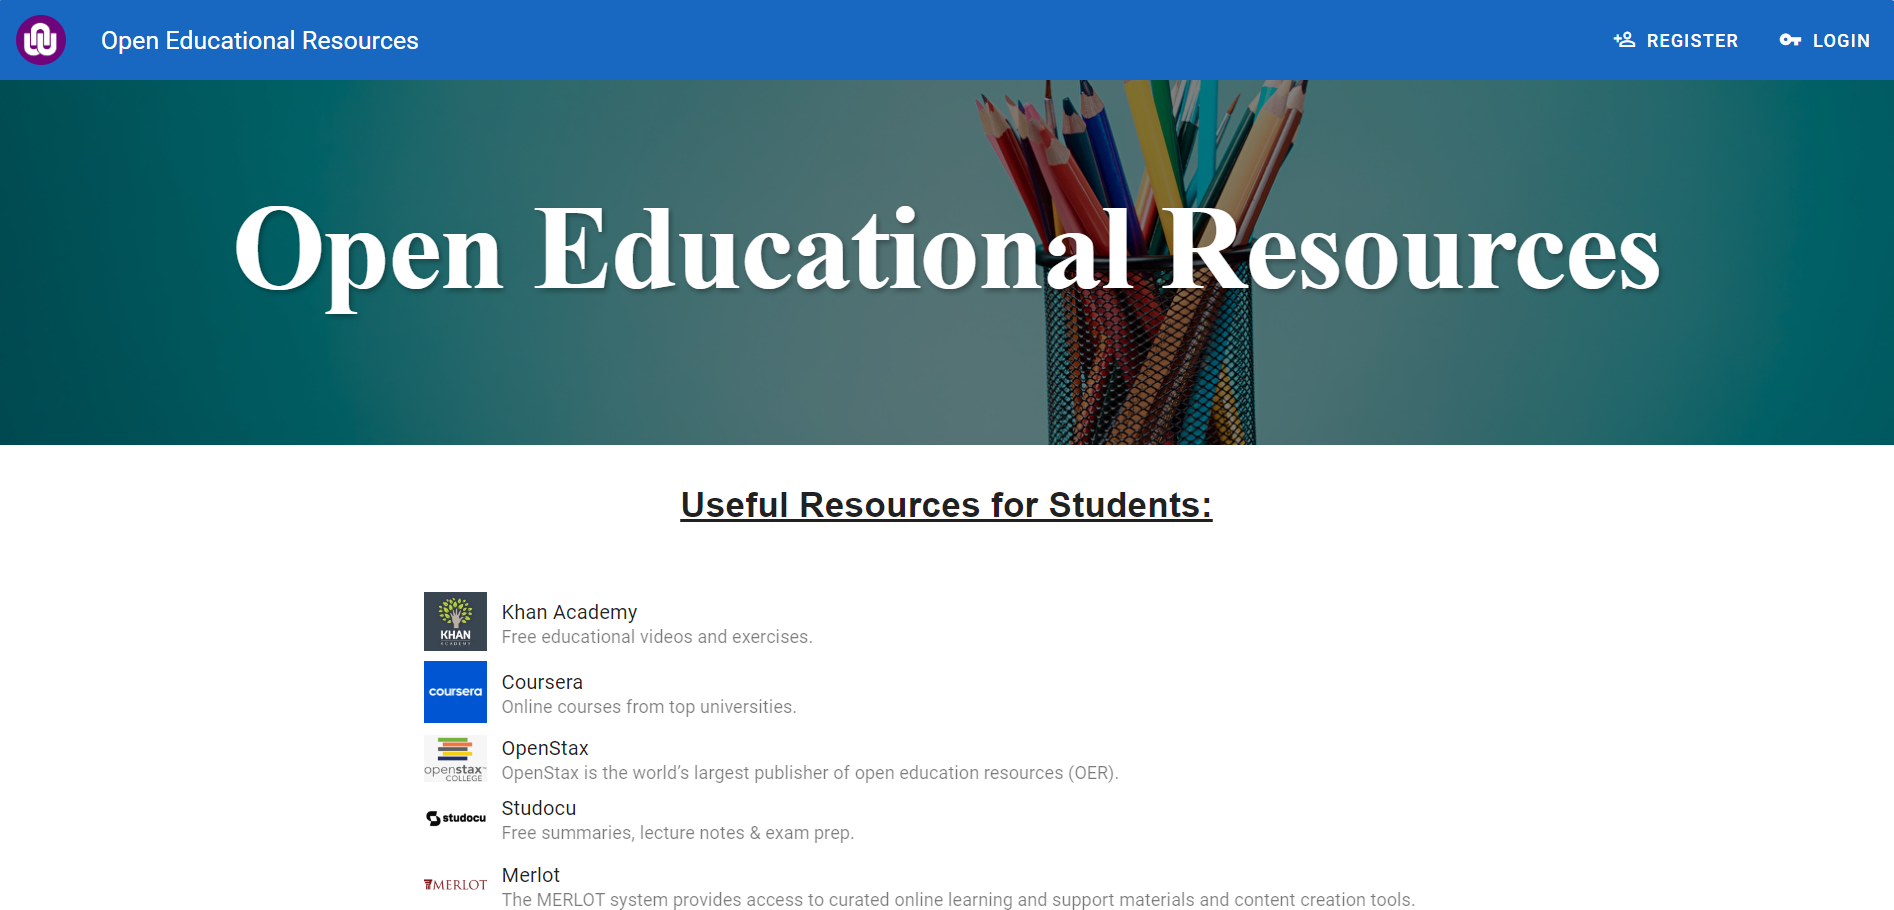 Open Educational Resources
REGISTER
LOGIN
Open Educational Resources
Useful Resources for Students:
KHAN
ACADEMY
Khan Academy
Free educational videos and exercises.
coursera
Coursera
Online courses from top universities.
openstax™
COLLEGE
OpenStax
OpenStax is the world’s largest publisher of open education resources (OER).
studocu
Studocu
Free summaries, lecture notes & exam prep.
MERLOT
Merlot
The MERLOT system provides access to curated online learning and support materials and content creation tools.